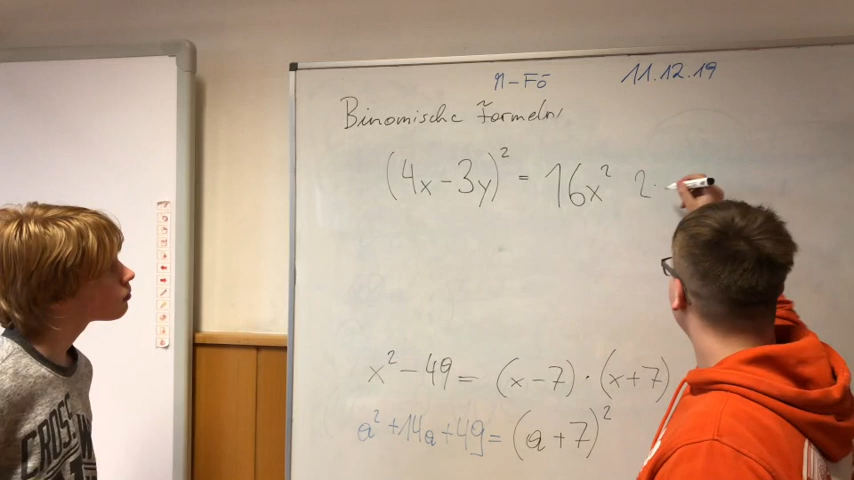 M-Fö 11.12.19
Binomische Formeln
(4x-3y)² = 16x² 2·
x² - 49 = (x-7)·(x+7)
a² + 14a + 49 = (a+7)²
CROSS